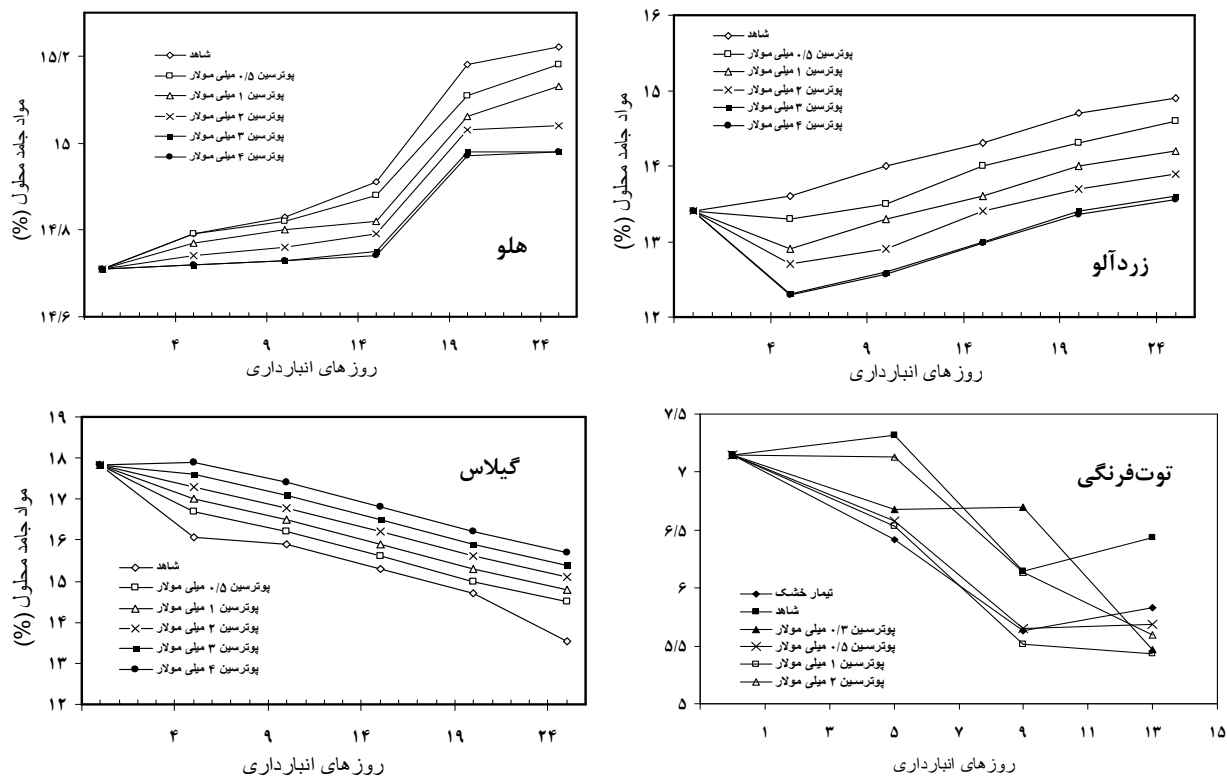 ۱۵/۲
۱۵
۱۴/۸
۱۴/۶
مواد جامد محلول (%)
شاهد
پوترسین ۰/۵ میلی مولار
پوترسین ۱ میلی مولار
پوترسین ۲ میلی مولار
پوترسین ۳ میلی مولار
پوترسین ۴ میلی مولار
هلو
۴ ۹ ۱۴ ۱۹ ۲۴
روزهای انبارداری
۱۶
۱۵
۱۴
۱۳
۱۲
مواد جامد محلول (%)
شاهد
پوترسین ۰/۵ میلی مولار
پوترسین ۱ میلی مولار
پوترسین ۲ میلی مولار
پوترسین ۳ میلی مولار
پوترسین ۴ میلی مولار
زردآلو
۴ ۹ ۱۴ ۱۹ ۲۴
روزهای انبارداری
۱۹
۱۸
۱۷
۱۶
۱۵
۱۴
۱۳
۱۲
مواد جامد محلول (%)
گیلاس
شاهد
پوترسین ۰/۵ میلی مولار
پوترسین ۱ میلی مولار
پوترسین ۲ میلی مولار
پوترسین ۳ میلی مولار
پوترسین ۴ میلی مولار
۴ ۹ ۱۴ ۱۹ ۲۴
روزهای انبارداری
۷/۵
۷
۶/۵
۶
۵/۵
۵
توت‌فرنگی
تیمار خشک
شاهد
پوترسین ۰/۳ میلی مولار
پوترسین ۰/۵ میلی مولار
پوترسین ۱ میلی مولار
پوترسین ۲ میلی مولار
۱ ۳ ۵ ۷ ۹ ۱۱ ۱۳ ۱۵
روزهای انبارداری